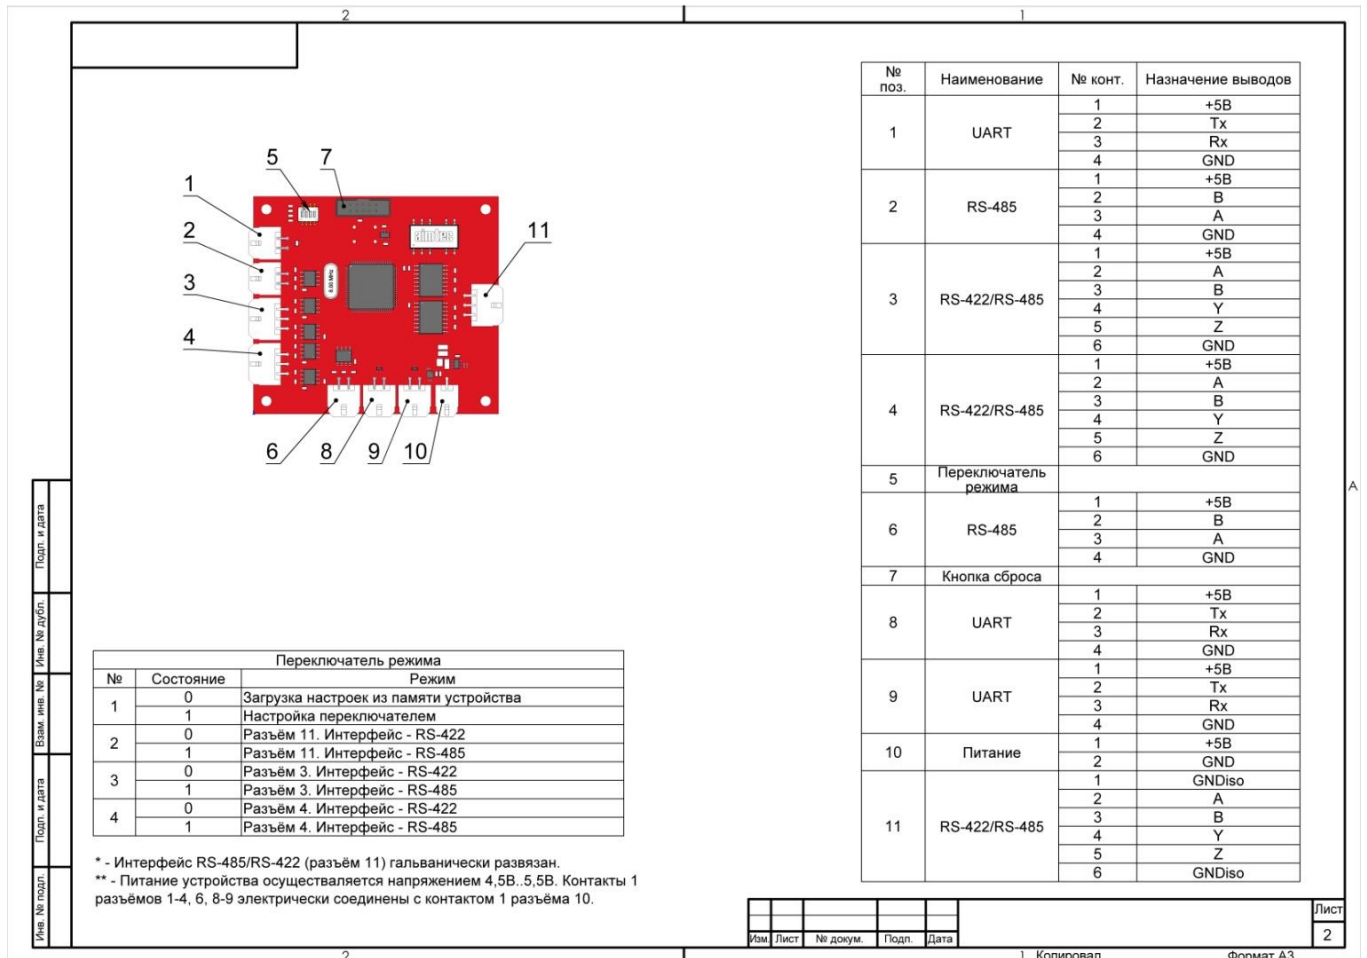 2
1
1
2
3
4
5
7
11
6
8
9
10
aimtec
8.00 MHz
№ поз. Наименование № конт. Назначение выводов
1 UART 1 +5В
2 Tx
3 Rx
4 GND
2 RS-485 1 +5В
2 B
3 A
4 GND
3 RS-422/RS-485 1 +5В
2 A
3 B
4 Y
5 Z
6 GND
4 RS-422/RS-485 1 +5В
2 A
3 B
4 Y
5 Z
6 GND
5 Переключатель режима
6 RS-485 1 +5В
2 B
3 A
4 GND
7 Кнопка сброса
8 UART 1 +5В
2 Tx
3 Rx
4 GND
9 UART 1 +5В
2 Tx
3 Rx
4 GND
10 Питание 1 +5В
2 GND
11 RS-422/RS-485 1 GNDiso
2 A
3 B
4 Y
5 Z
6 GNDiso
A
Переключатель режима
№ Состояние Режим
1 0 Загрузка настроек из памяти устройства
1 Настройка переключателем
2 0 Разъём 11. Интерфейс - RS-422
1 Разъём 11. Интерфейс - RS-485
3 0 Разъём 3. Интерфейс - RS-422
1 Разъём 3. Интерфейс - RS-485
4 0 Разъём 4. Интерфейс - RS-422
1 Разъём 4. Интерфейс - RS-485
* - Интерфейс RS-485/RS-422 (разъём 11) гальванически развязан.
** - Питание устройства осуществаляется напряжением 4,5В..5,5В. Контакты 1
разъёмов 1-4, 6, 8-9 электрически соединены с контактом 1 разъёма 10.
Подп. и дата
Инв. № дубл.
Взам. инв. №
Подп. и дата
Инв. № подл.
Изм. Лист № докум. Подп. Дата
Лист
2
2
1 Копировал Формат А3